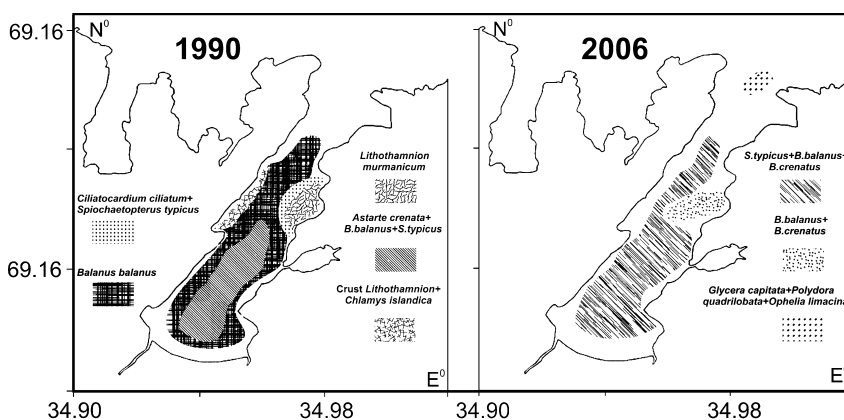 69.16
N⁰
1990
N⁰
2006
Lithothamnion
murmanicum
Ciliatocardium ciliatum+
Spiochaetopterus typicus
Astarte crenata+
B.balanus+S.typicus
Balanus balanus
Crust Lithothamnion+
Chlamys islandica
S.typicus+B.balanus+
B.crenatus
B.balanus+
B.crenatus
Glycera capitata+Polydora
quadrilobata+Ophelia limacina
69.16
E⁰
E
34.90
34.98
34.90
34.98